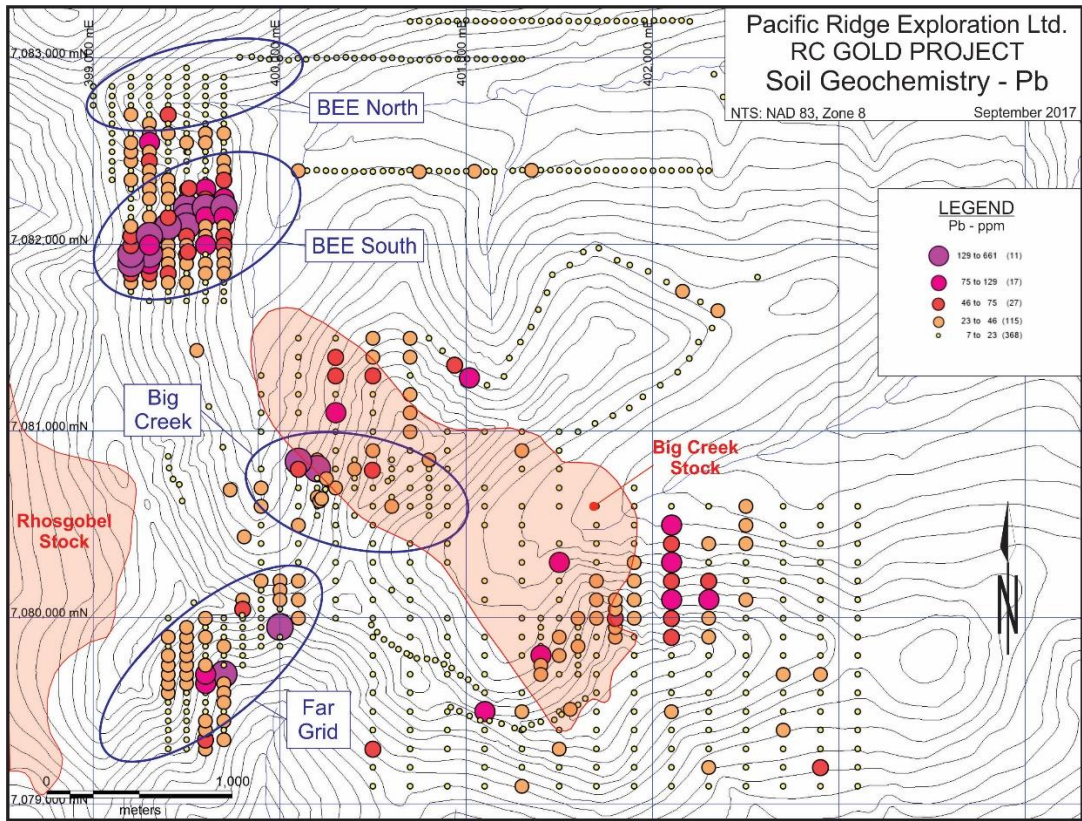 Pacific Ridge Exploration Ltd.
RC GOLD PROJECT
Soil Geochemistry - Pb
NTS: NAD 83, Zone 8 September 2017
399,000 mE
400,000 mE
401,000 mE
402,000 mE
7,083,000 mN
BEE North
LEGEND
Pb - ppm
129 to 661 (11)
75 to 129 (17)
46 to 75 (27)
23 to 46 (115)
7 to 23 (368)
7,082,000 mN
BEE South
Big
Creek
7,081,000 mN
Big Creek
Stock
Rhosgobel
Stock
7,080,000 mN
N
Far
Grid
0 1,000
meters
7,079,000 mN